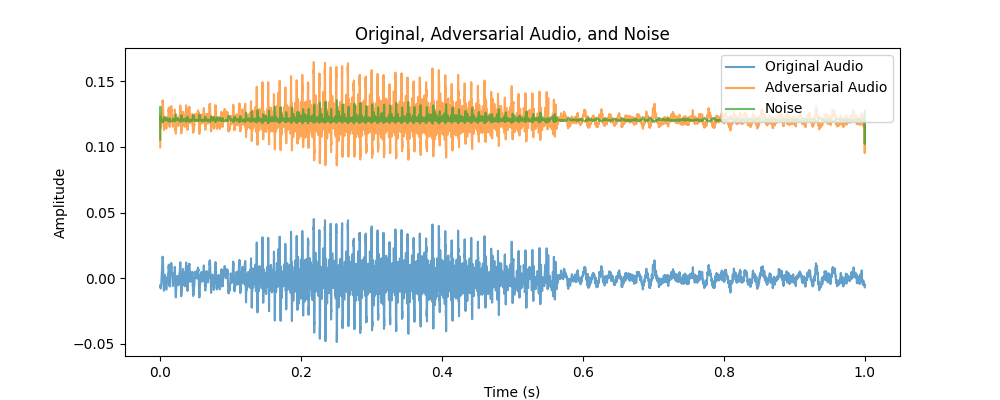 Original, Adversarial Audio, and Noise
Original Audio
Adversarial Audio
Noise
0.15
0.10
0.05
0.00
−0.05
Amplitude
0.0
0.2
0.4
0.6
0.8
1.0
Time (s)